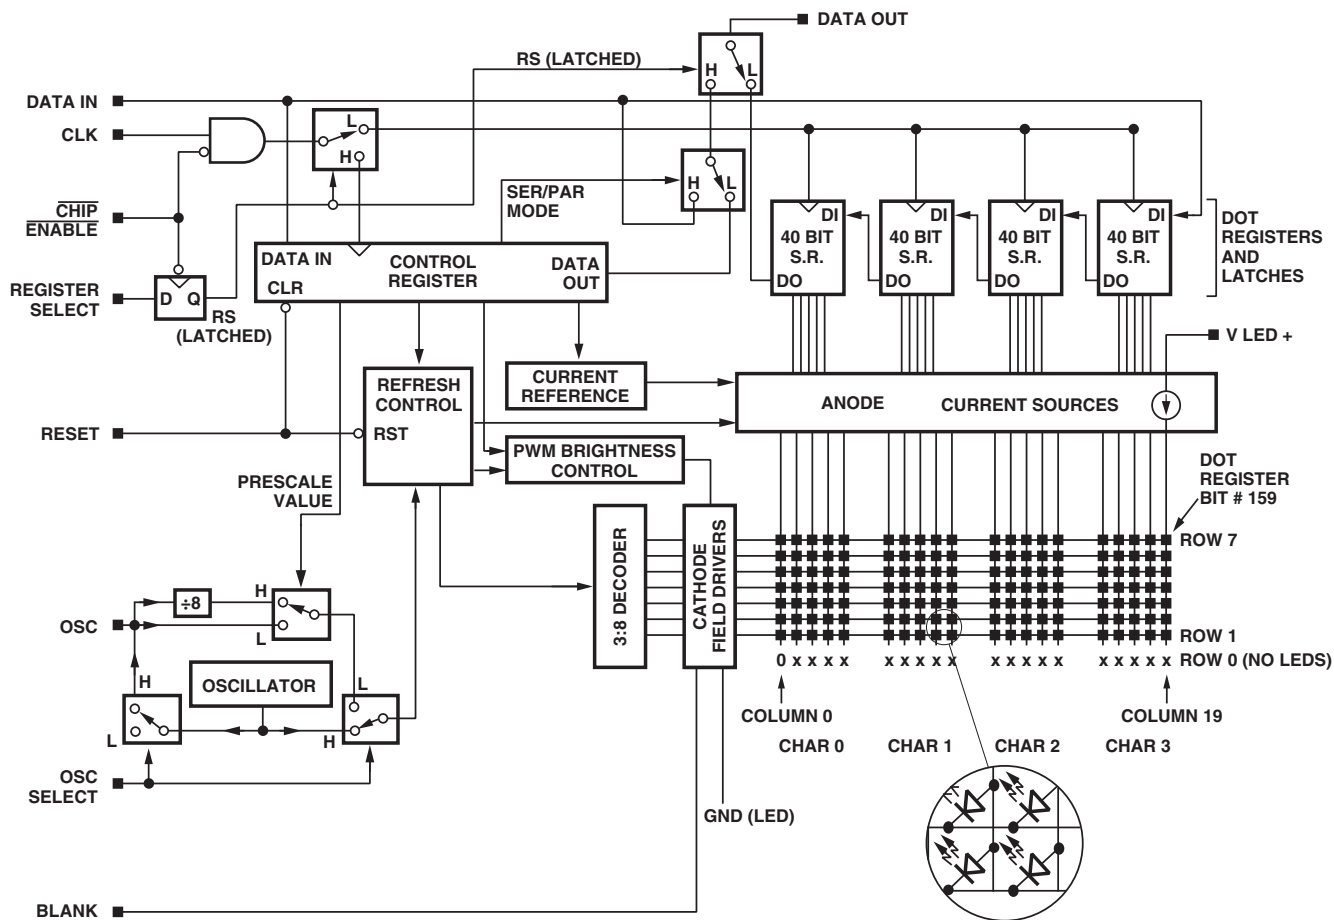 DATA OUT
RS (LATCHED)
H
L
DATA IN
CLK
L
H
CHIP
ENABLE
SER/PAR
MODE
H
L
DI
40 BIT
S.R.
DO
DI
40 BIT
S.R.
DO
DI
40 BIT
S.R.
DO
DI
40 BIT
S.R.
DO
DOT
REGISTERS
AND
LATCHES
REGISTER
SELECT
D Q
RS
(LATCHED)
DATA IN
CONTROL
REGISTER
DATA
OUT
CLR
V LED +
REFRESH
CONTROL
RST
CURRENT
REFERENCE
ANODE CURRENT SOURCES
RESET
PWM BRIGHTNESS
CONTROL
PRESCALE
VALUE
DOT
REGISTER
BIT # 159
3:8 DECODER
CATHODE
FIELD DRIVERS
ROW 7
ROW 1
0 x x x x
x x x x x
x x x x x
x x x x x
ROW 0 (NO LEDS)
÷8
H
L
OSC
OSCILLATOR
H
L
L
H
OSC
SELECT
COLUMN 0
COLUMN 19
CHAR 0
CHAR 1
CHAR 2
CHAR 3
GND (LED)
BLANK